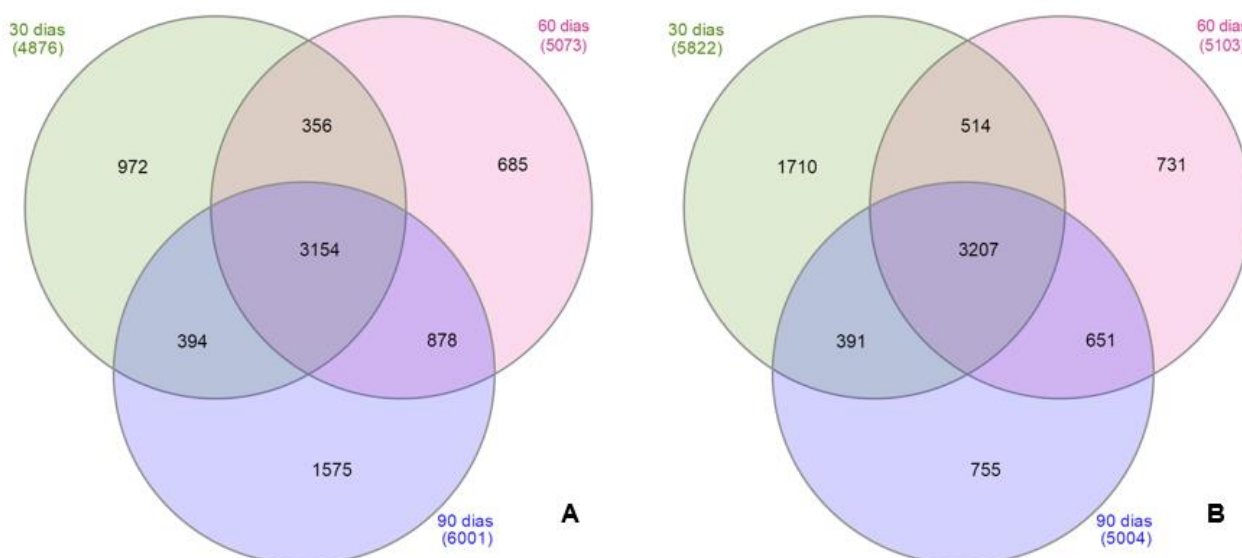 30 dias
(4876)
60 dias
(5073)
356
972
685
3154
394
878
1575
90 dias
(6001)
A
30 dias
(5822)
60 dias
(5103)
514
1710
731
3207
391
651
755
90 dias
(5004)
B